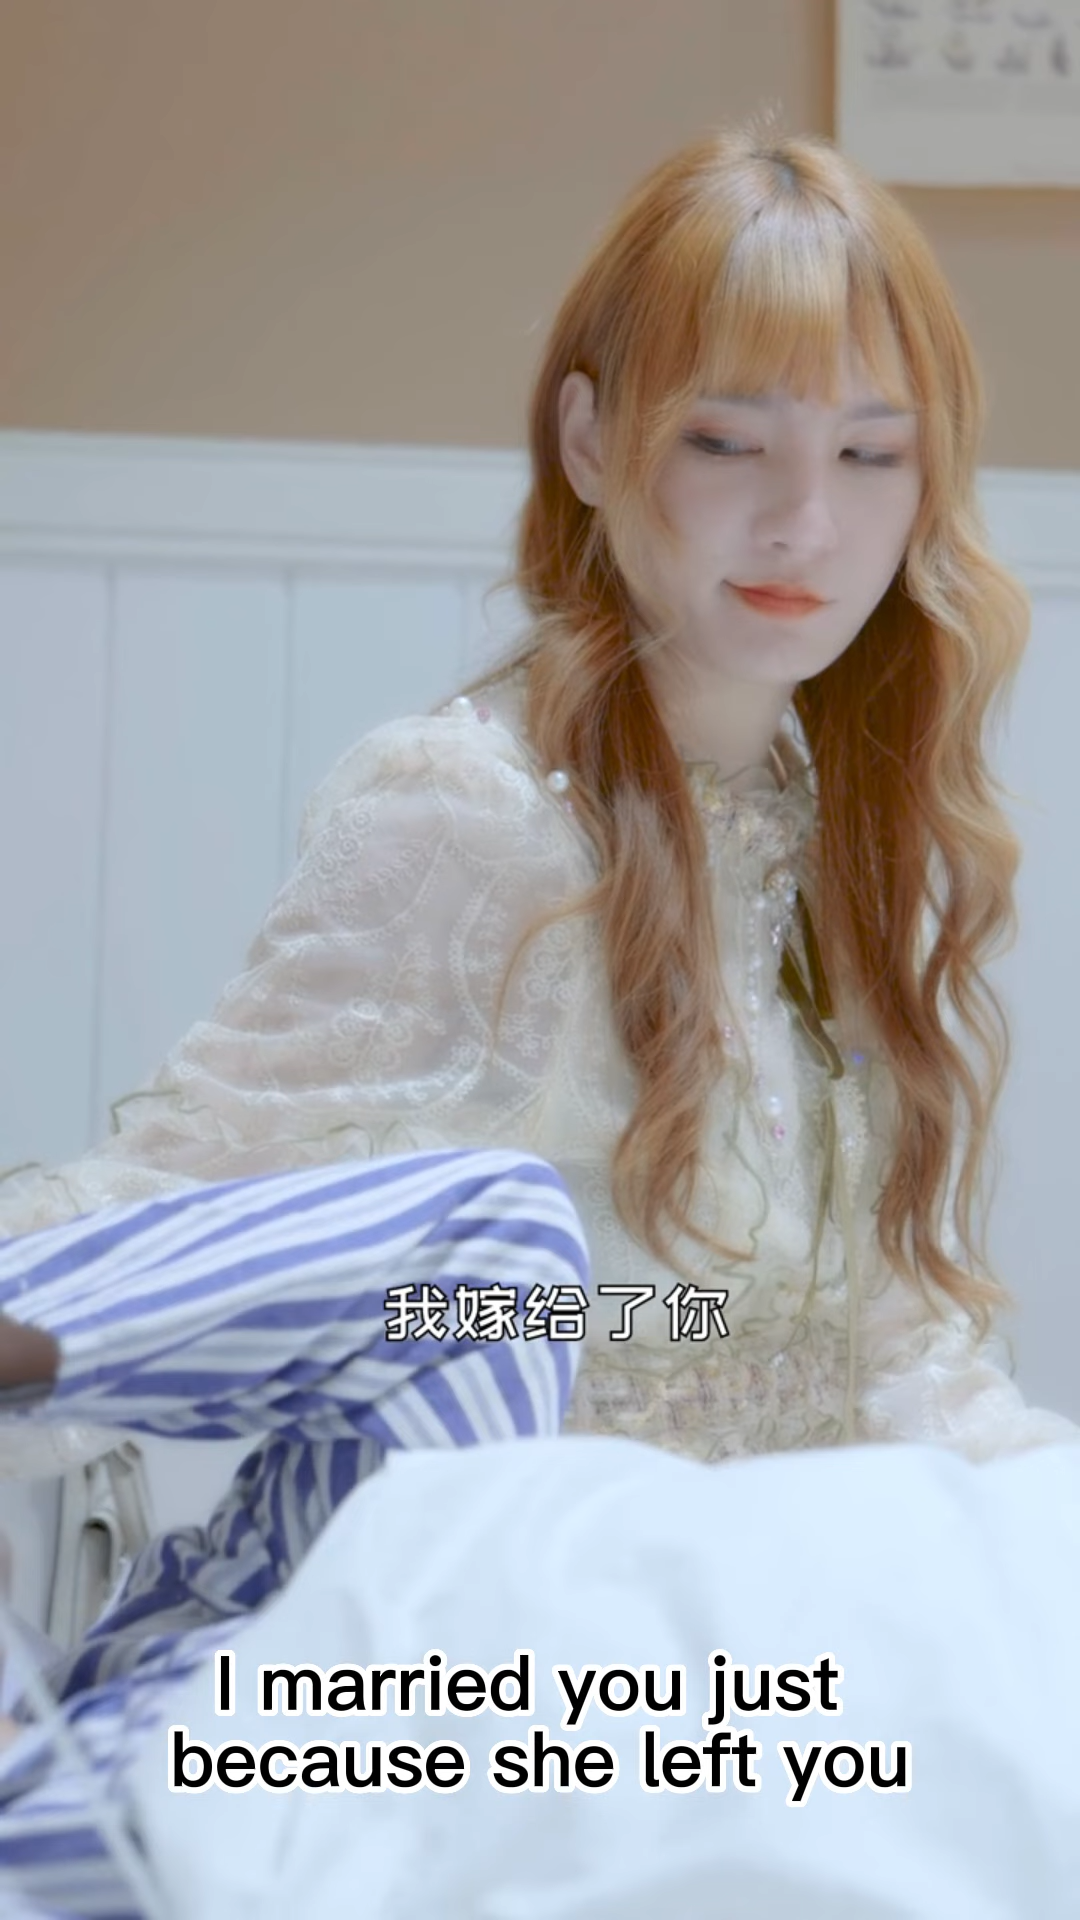 我嫁给了你
I married you just
because she left you